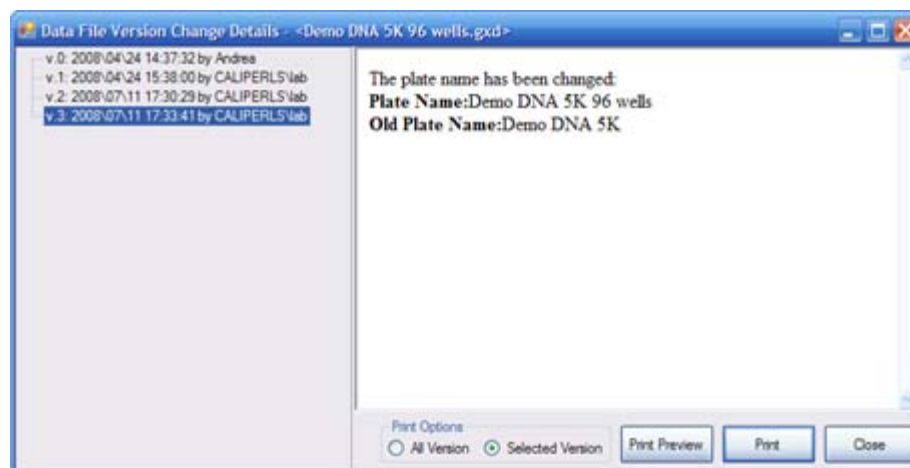 Data File Version Change Details - <Demo DNA 5K 96 wells.gxd>
v.0: 2008\04\24 14:37:32 by Andrea
v.1: 2008\04\24 15:38:00 by CALIPERLS\lab
v.2: 2008\07\11 17:30:29 by CALIPERLS\lab
v.3: 2008\07\11 17:33:41 by CALIPERLS\lab
The plate name has been changed:
Plate Name:Demo DNA 5K 96 wells
Old Plate Name:Demo DNA 5K
Print Options
All Version Selected Version
Print Preview Print Close